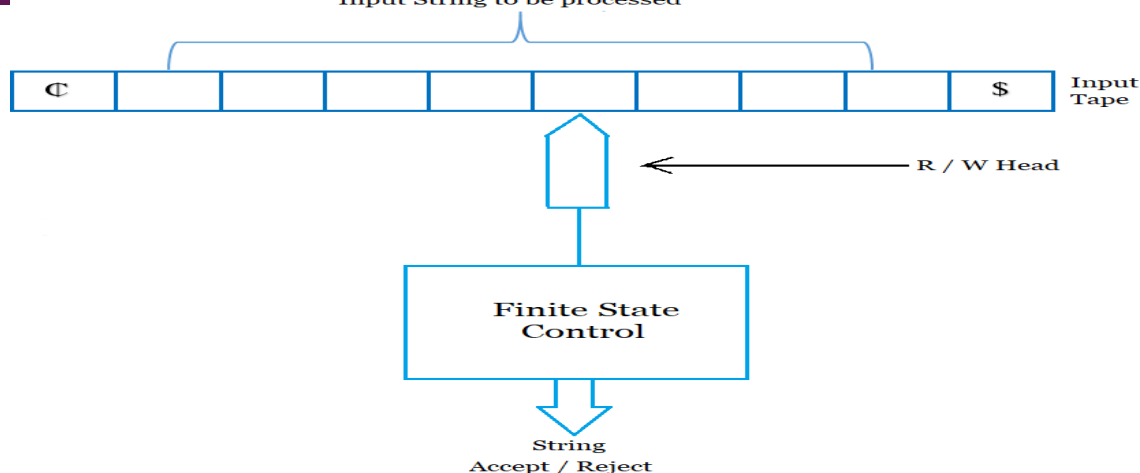 Input String to be processed
₵ $
Input
Tape
R / W Head
Finite State
Control
String
Accept / Reject